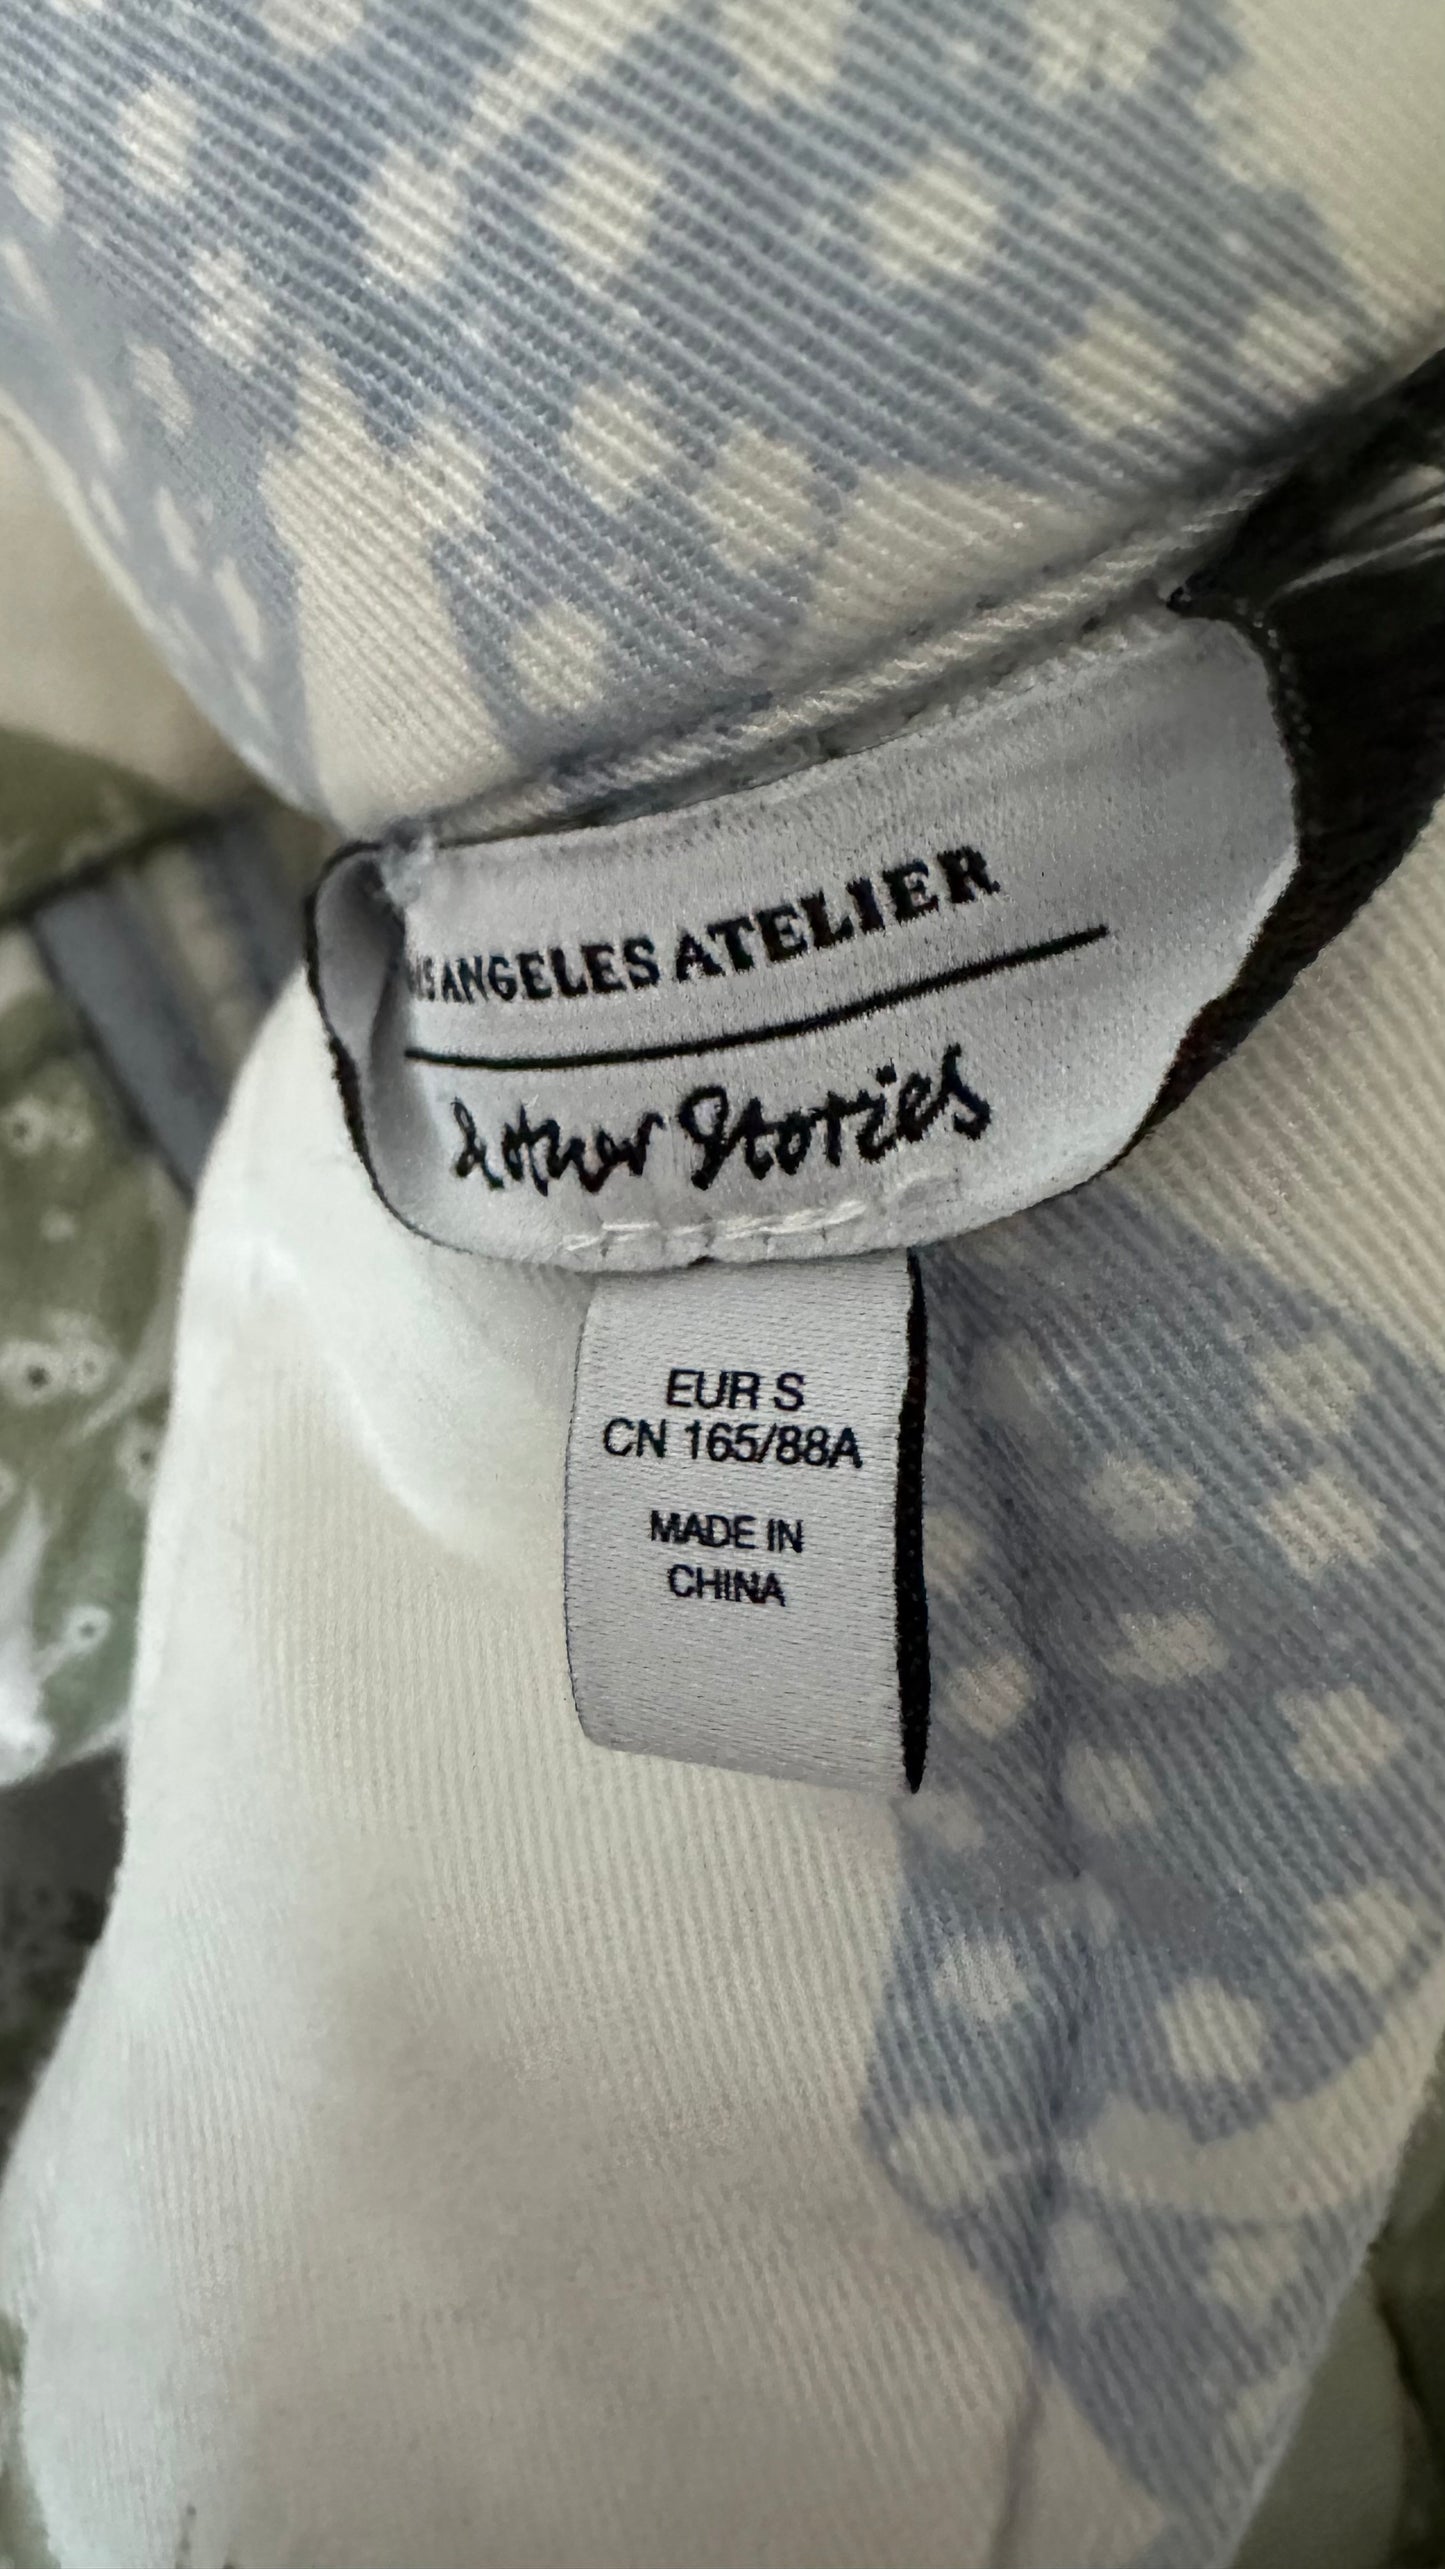 ANGELES ATELIER
& other Stories
EUR S
CN 165/88A
MADE IN
CHINA